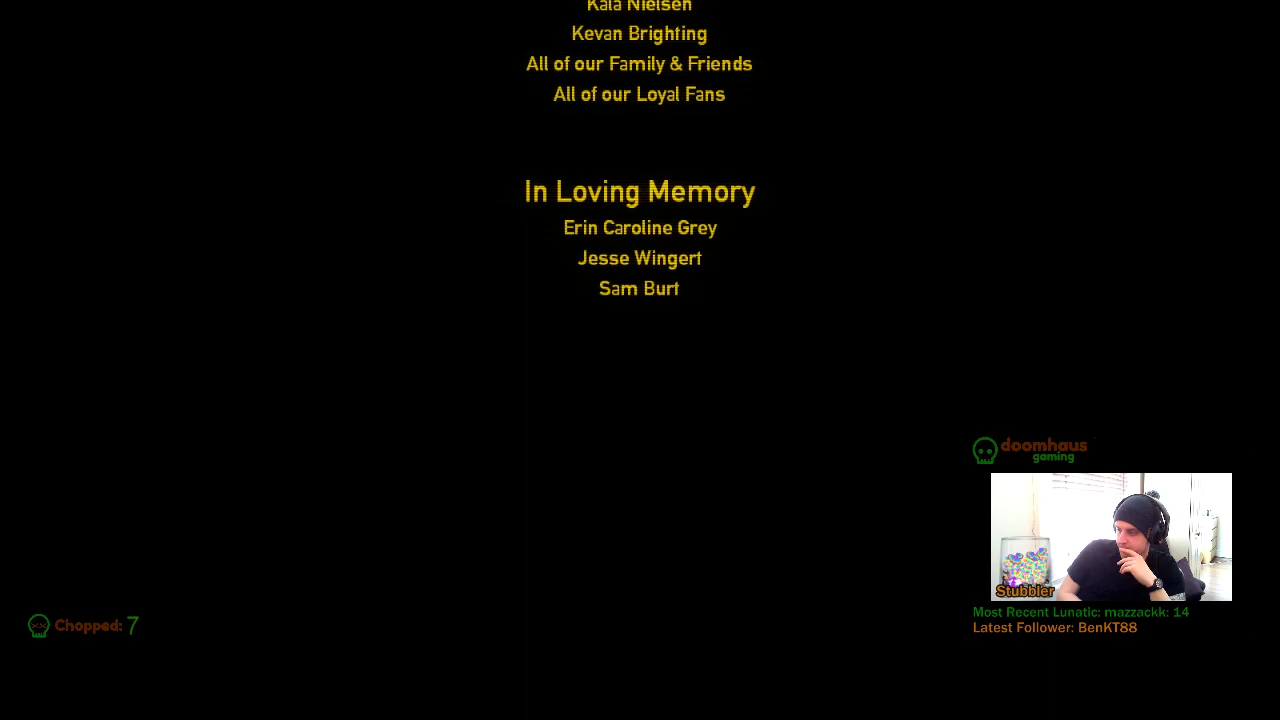 Kala Nielsen
Kevan Brighting
All of our Family & Friends
All of our Loyal Fans
In Loving Memory
Erin Caroline Grey
Jesse Wingert
Sam Burt
doomhaus
gaming
Stubbler
Most Recent Lunatic: mazzackk: 14
Latest Follower: BenKT88
Chopped: 7